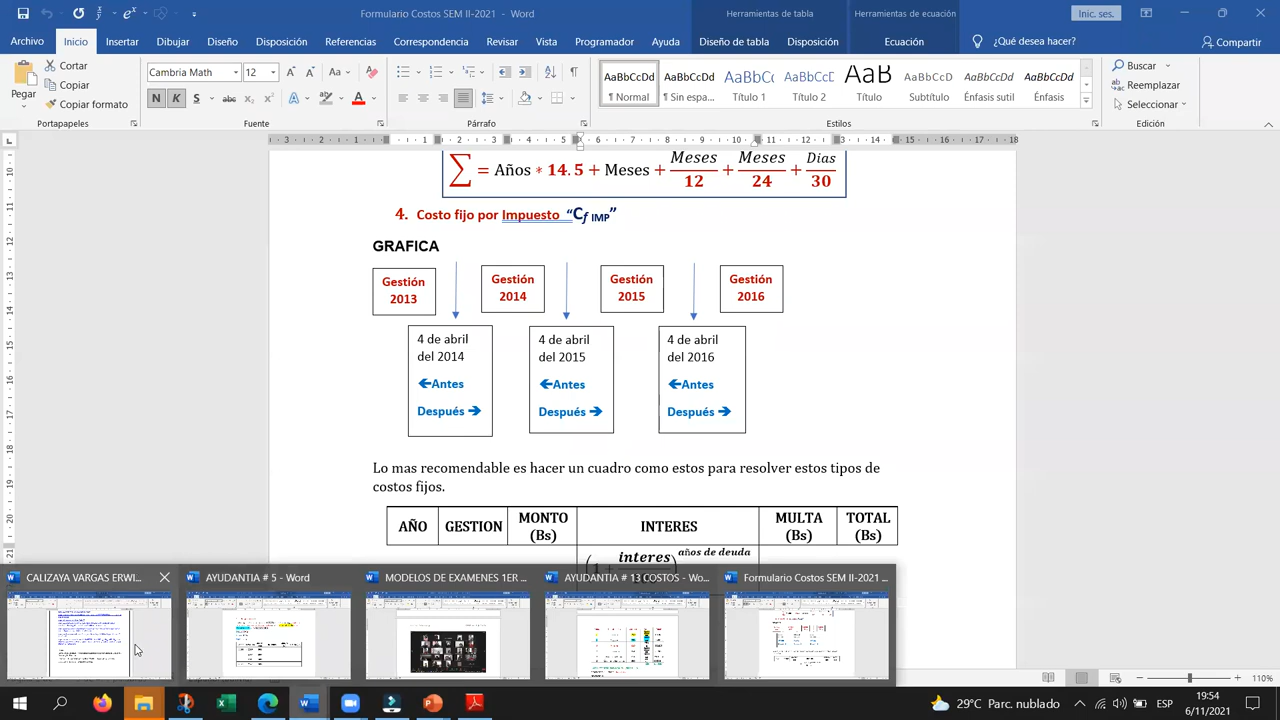 Formulario Costos SEM II-2021 - Word
Herramientas de tabla
Herramientas de ecuación
Inic. ses.
Archivo Inicio Insertar Dibujar Diseño Disposición Referencias Correspondencia Revisar Vista Programador Ayuda Diseño de tabla Disposición Ecuación ¿Qué desea hacer? Compartir
Pegar
Cortar
Copiar
Copiar formato
Portapapeles
Cambria Math 12
N K S abc x₂ x²
Fuente
Párrafo
AaBbCcDd AaBbCcDd AaBbCc AaBbCcD AaB AaBbCcDd AaBbCcDd AaBbCcDd
¶ Normal ¶ Sin espa... Título 1 Título 2 Título Subtítulo Énfasis sutil Énfasis
Estilos
Buscar
Reemplazar
Seleccionar
Edición
∑ = Años * 14.5 + Meses + Meses/12 + Meses/24 + Dias/30
4. Costo fijo por Impuesto “Cf IMP”
GRAFICA
Gestión 2013
Gestión 2014
Gestión 2015
Gestión 2016
4 de abril del 2014
←Antes
Después →
4 de abril del 2015
←Antes
Después →
4 de abril del 2016
←Antes
Después →
Lo mas recomendable es hacer un cuadro como estos para resolver estos tipos de
costos fijos.
AÑO GESTION MONTO (Bs) INTERES MULTA (Bs) TOTAL (Bs)
interes
años de deuda
CALIZAYA VARGAS ERWI...
AYUDANTIA # 5 - Word
MODELOS DE EXAMENES 1ER ...
AYUDANTIA # 13 COSTOS - Wo...
Formulario Costos SEM II-2021 ...
110%
29°C Parc. nublado
ESP
19:54
6/11/2021